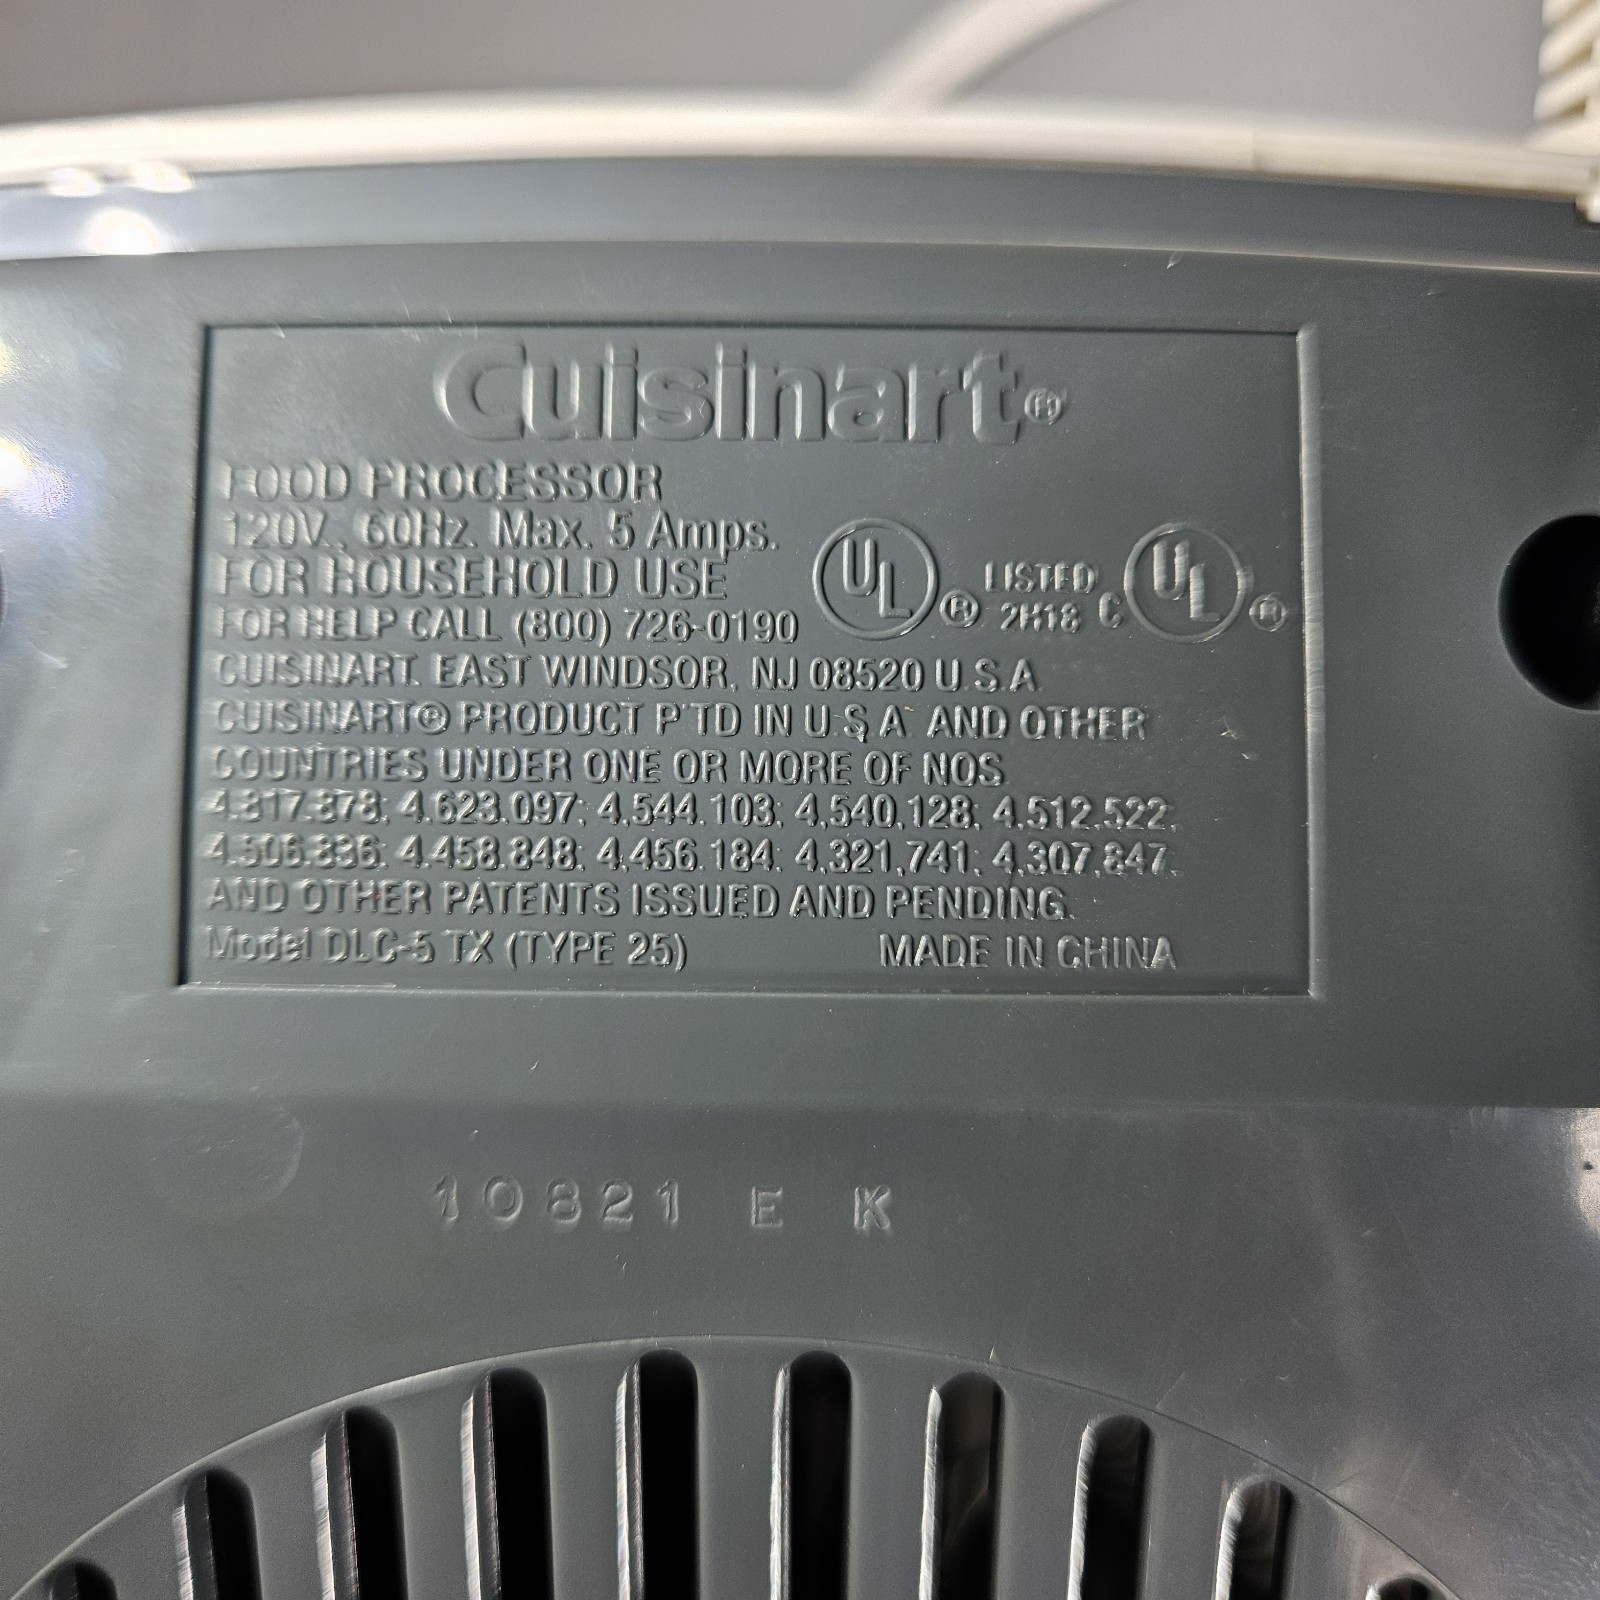 Cuisinart®
FOOD PROCESSOR
120V., 60Hz. Max. 5 Amps.
FOR HOUSEHOLD USE
FOR HELP CALL (800) 726-0190
UL ® LISTED 2H18 C UL ®
CUISINART. EAST WINDSOR, NJ 08520 U.S.A
CUISINART® PRODUCT P'TD IN U.S.A. AND OTHER
COUNTRIES UNDER ONE OR MORE OF NOS
4.817.878; 4.623.097; 4,544.103; 4,540,128; 4,512,522;
4.506.836; 4.458.848; 4,456.184; 4,321,741; 4,307,847,
AND OTHER PATENTS ISSUED AND PENDING.
Model DLC-5 TX (TYPE 25) MADE IN CHINA
10821 E K